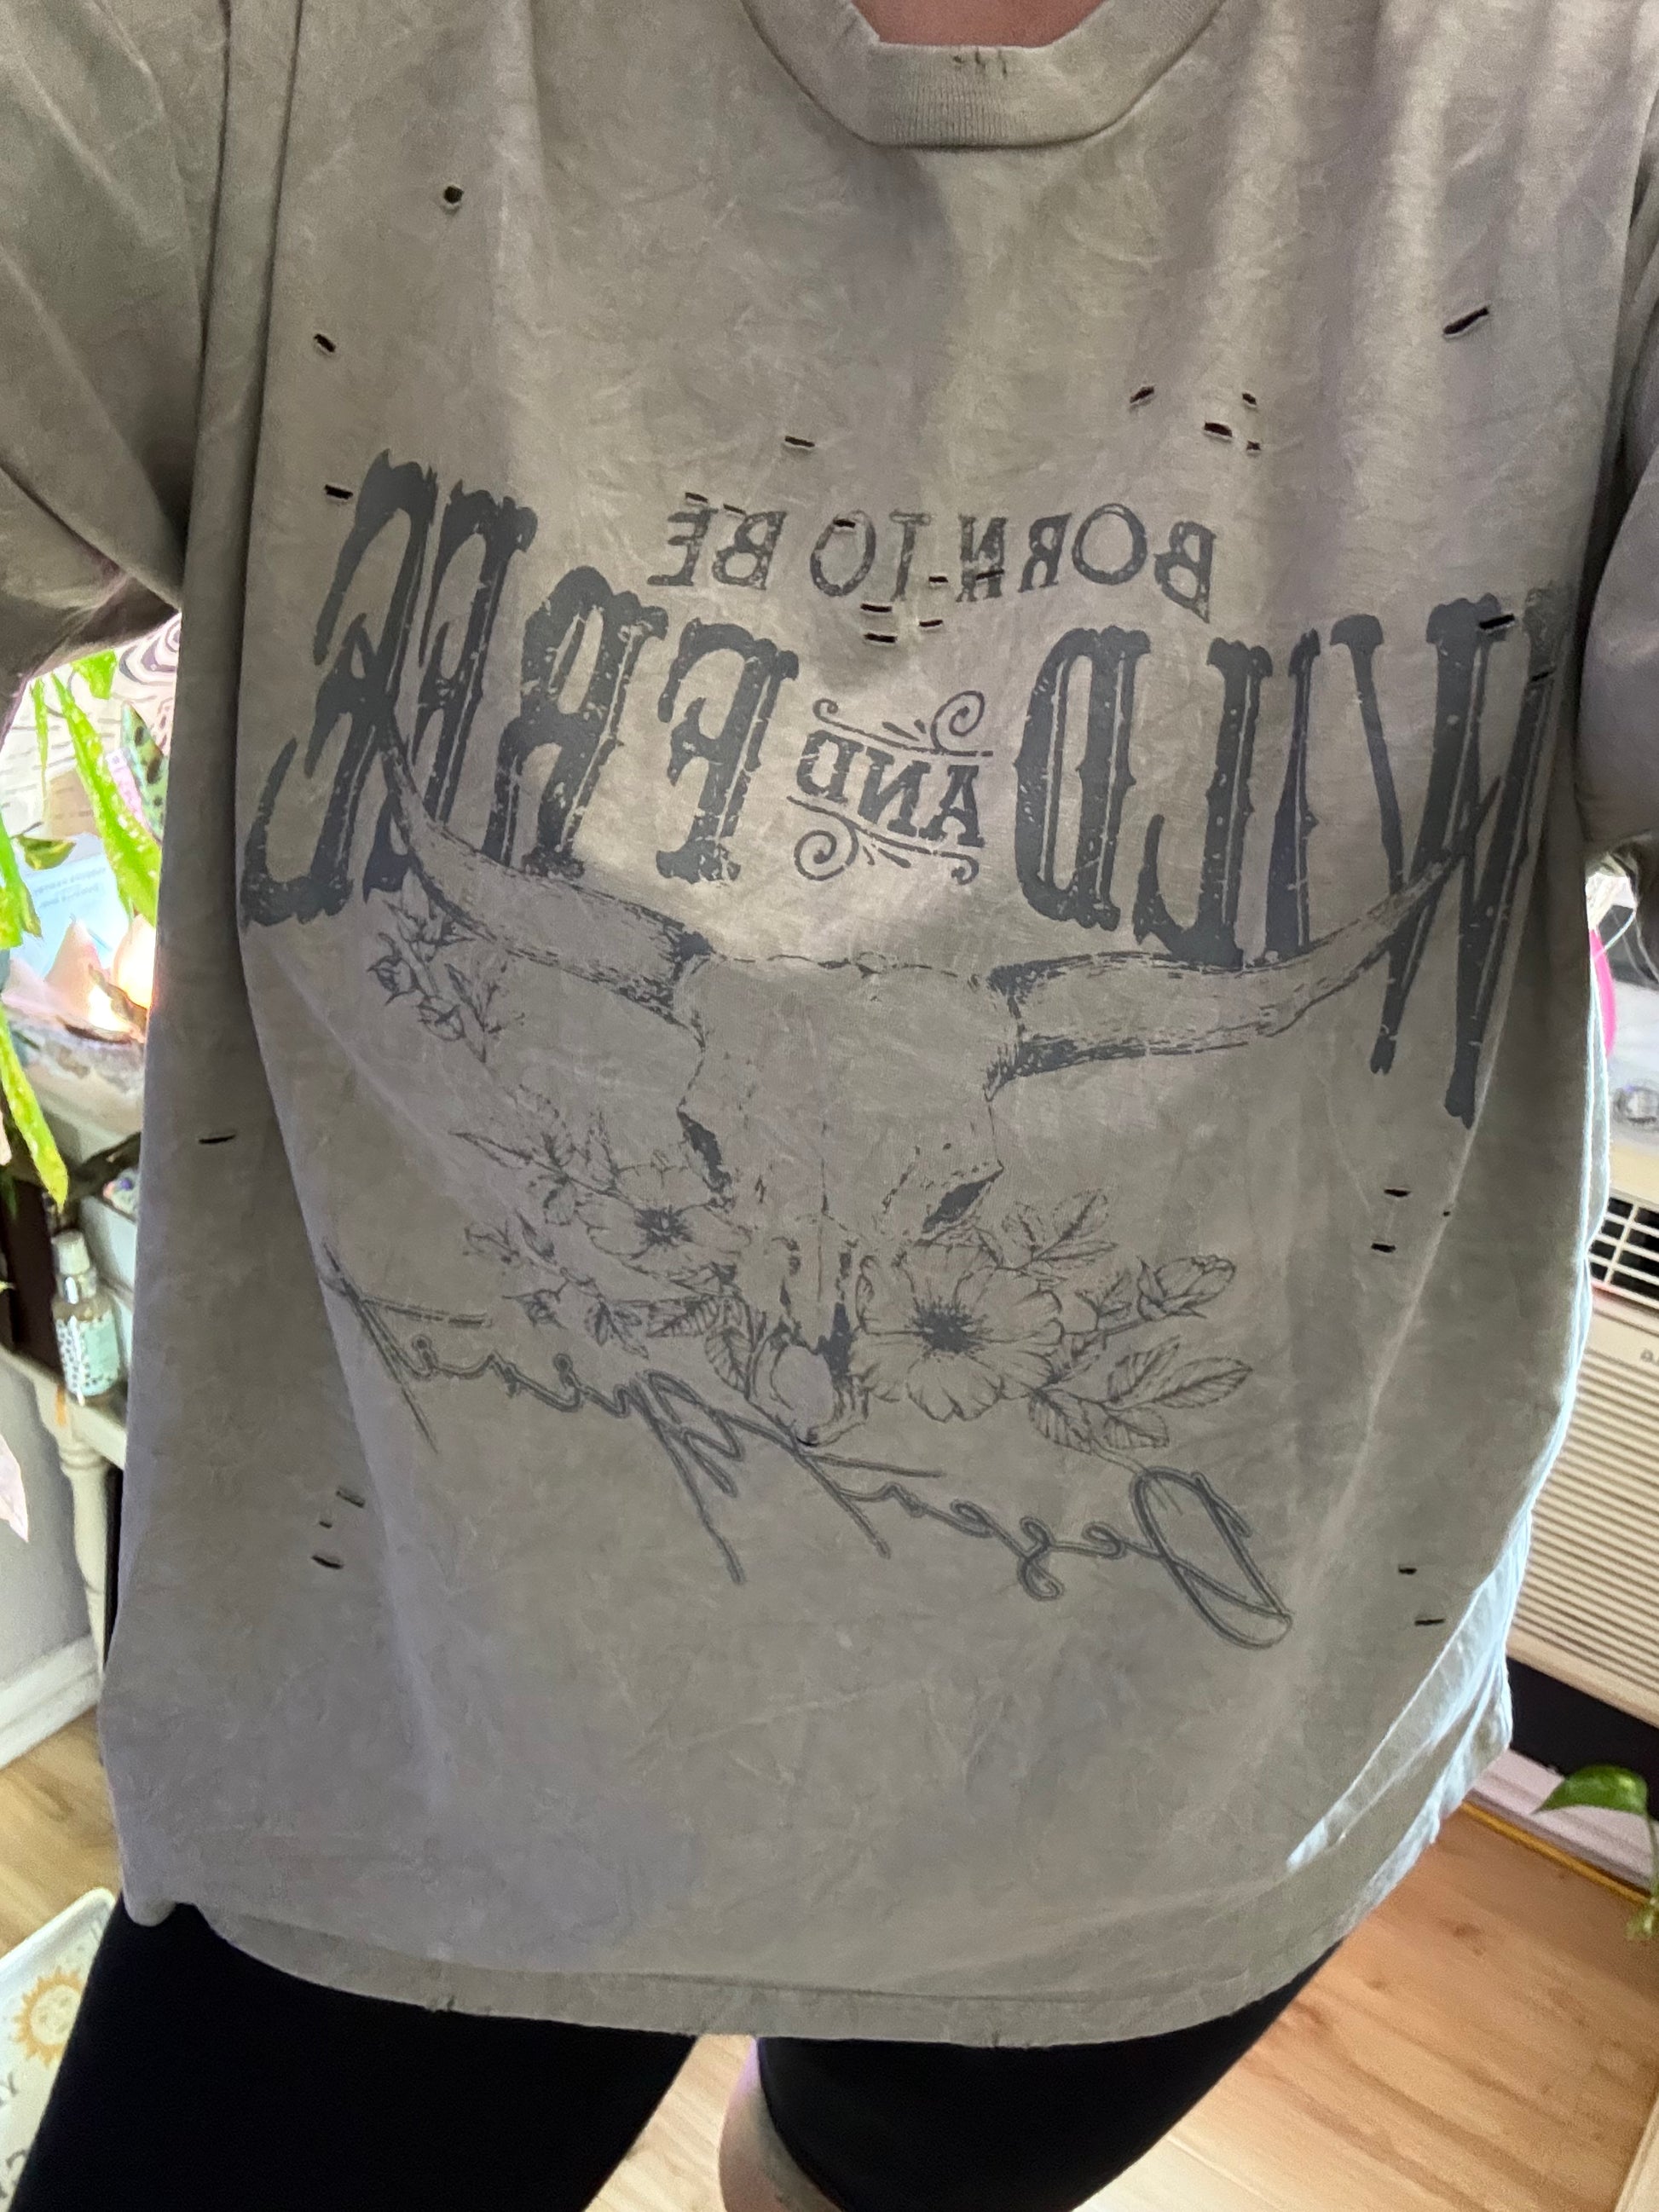 BORN TO BE
WILD AND FREE
Desert Spirit